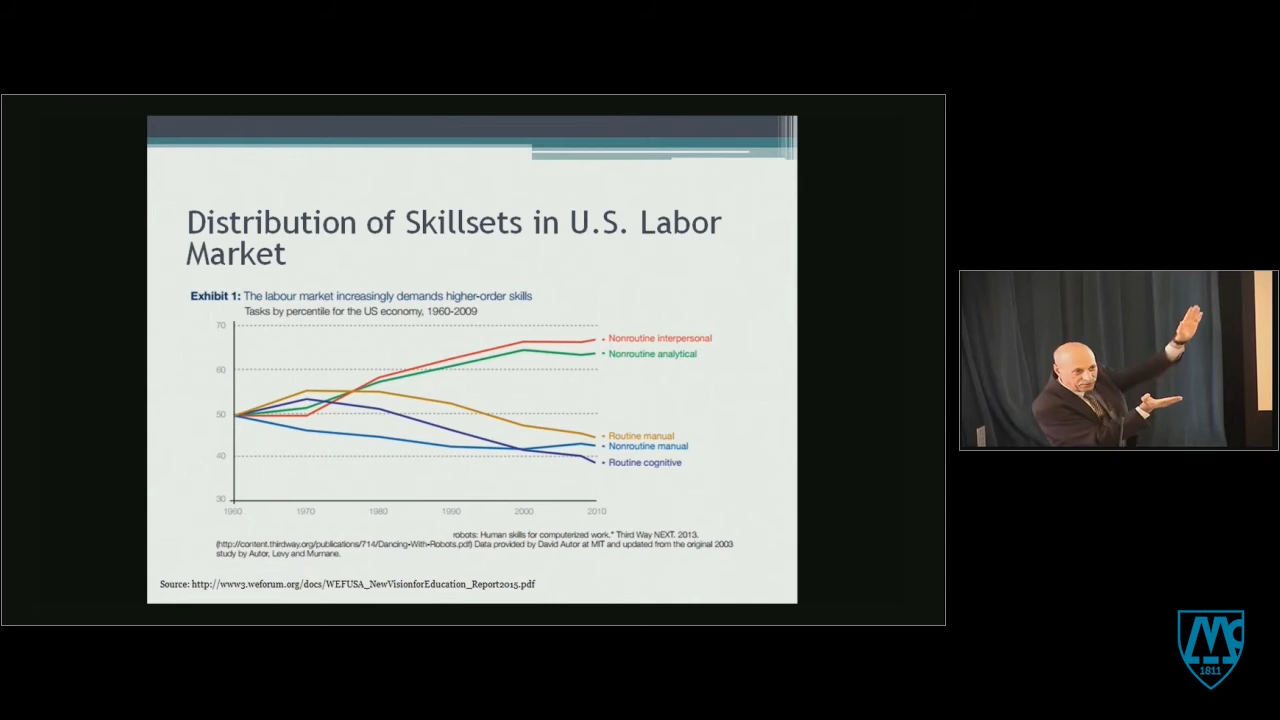 Distribution of Skillsets in U.S. Labor
Market
Exhibit 1: The labour market increasingly demands higher-order skills
Tasks by percentile for the US economy, 1960-2009
70
60
50
40
30
1960
1970
1980
1990
2000
2010
Nonroutine interpersonal
Nonroutine analytical
Routine manual
Nonroutine manual
Routine cognitive
robots: Human skills for computerized work." Third Way NEXT. 2013.
(http://content.thirdway.org/publications/714/Dancing-With-Robots.pdf) Data provided by David Autor at MIT and updated from the original 2003
study by Autor, Levy and Murnane.
Source: http://www3.weforum.org/docs/WEFUSA_NewVisionforEducation_Report2015.pdf
Mc
1811